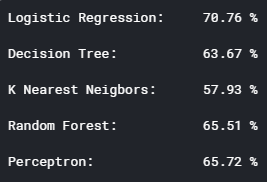 Logistic Regression: 70.76 %
Decision Tree: 63.67 %
K Nearest Neigbors: 57.93 %
Random Forest: 65.51 %
Perceptron: 65.72 %